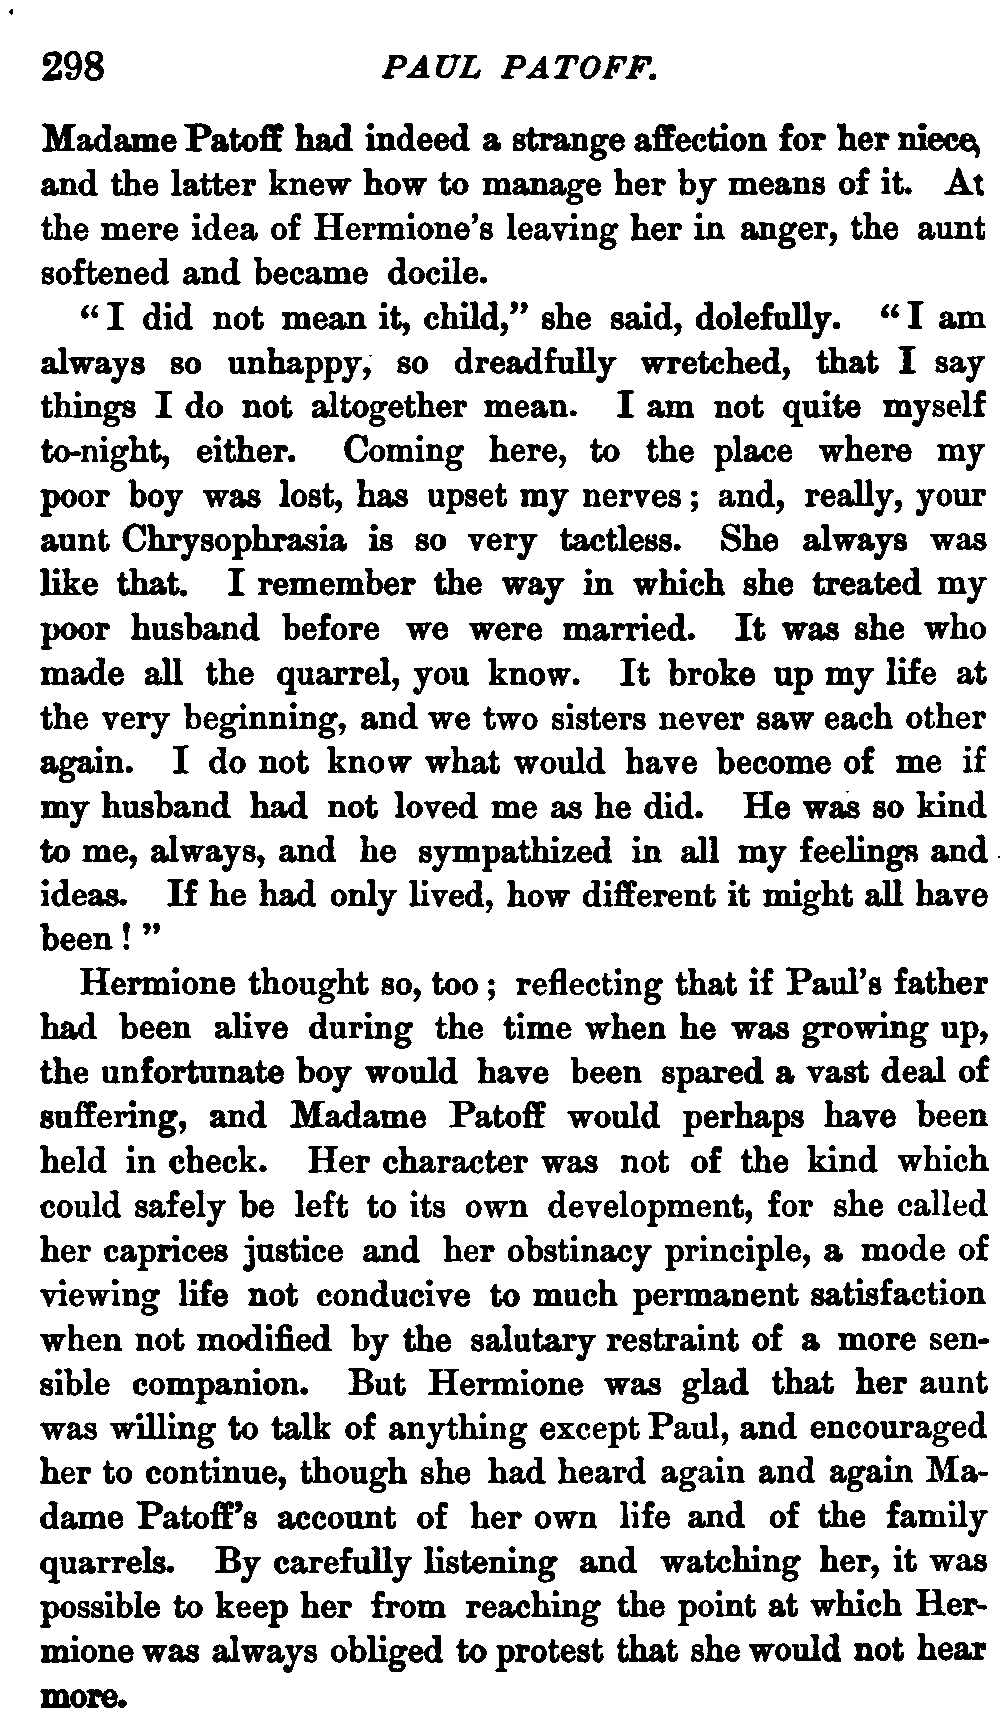 298 PAUL PATOFF.
Madame Patoff had indeed a strange affection for her niece,
and the latter knew how to manage her by means of it. At
the mere idea of Hermione's leaving her in anger, the aunt
softened and became docile.
"I did not mean it, child," she said, dolefully. "I am
always so unhappy, so dreadfully wretched, that I say
things I do not altogether mean. I am not quite myself
to-night, either. Coming here, to the place where my
poor boy was lost, has upset my nerves; and, really, your
aunt Chrysophrasia is so very tactless. She always was
like that. I remember the way in which she treated my
poor husband before we were married. It was she who
made all the quarrel, you know. It broke up my life at
the very beginning, and we two sisters never saw each other
again. I do not know what would have become of me if
my husband had not loved me as he did. He was so kind
to me, always, and he sympathized in all my feelings and
ideas. If he had only lived, how different it might all have
been!"
Hermione thought so, too; reflecting that if Paul's father
had been alive during the time when he was growing up,
the unfortunate boy would have been spared a vast deal of
suffering, and Madame Patoff would perhaps have been
held in check. Her character was not of the kind which
could safely be left to its own development, for she called
her caprices justice and her obstinacy principle, a mode of
viewing life not conducive to much permanent satisfaction
when not modified by the salutary restraint of a more sen-
sible companion. But Hermione was glad that her aunt
was willing to talk of anything except Paul, and encouraged
her to continue, though she had heard again and again Ma-
dame Patoff's account of her own life and of the family
quarrels. By carefully listening and watching her, it was
possible to keep her from reaching the point at which Her-
mione was always obliged to protest that she would not hear
more.